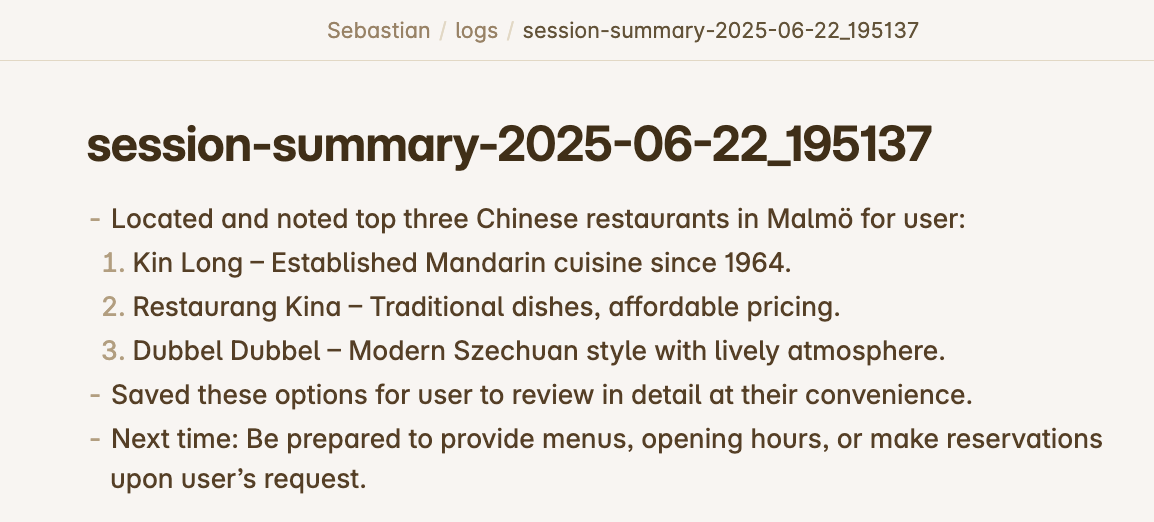 Sebastian / logs / session-summary-2025-06-22_195137
session-summary-2025-06-22_195137
- Located and noted top three Chinese restaurants in Malmö for user:
1. Kin Long – Established Mandarin cuisine since 1964.
2. Restaurang Kina – Traditional dishes, affordable pricing.
3. Dubbel Dubbel – Modern Szechuan style with lively atmosphere.
- Saved these options for user to review in detail at their convenience.
- Next time: Be prepared to provide menus, opening hours, or make reservations
upon user’s request.